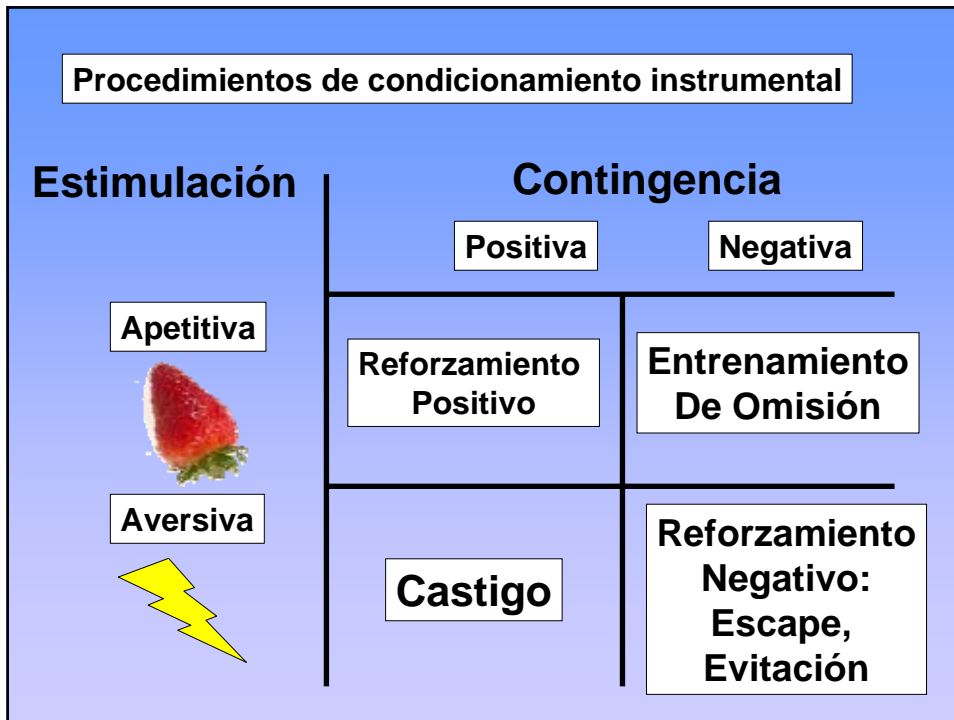 Procedimientos de condicionamiento instrumental
Estimulación
Contingencia
Positiva
Negativa
Apetitiva
Reforzamiento
Positivo
Entrenamiento
De Omisión
Aversiva
Castigo
Reforzamiento
Negativo:
Escape,
Evitación